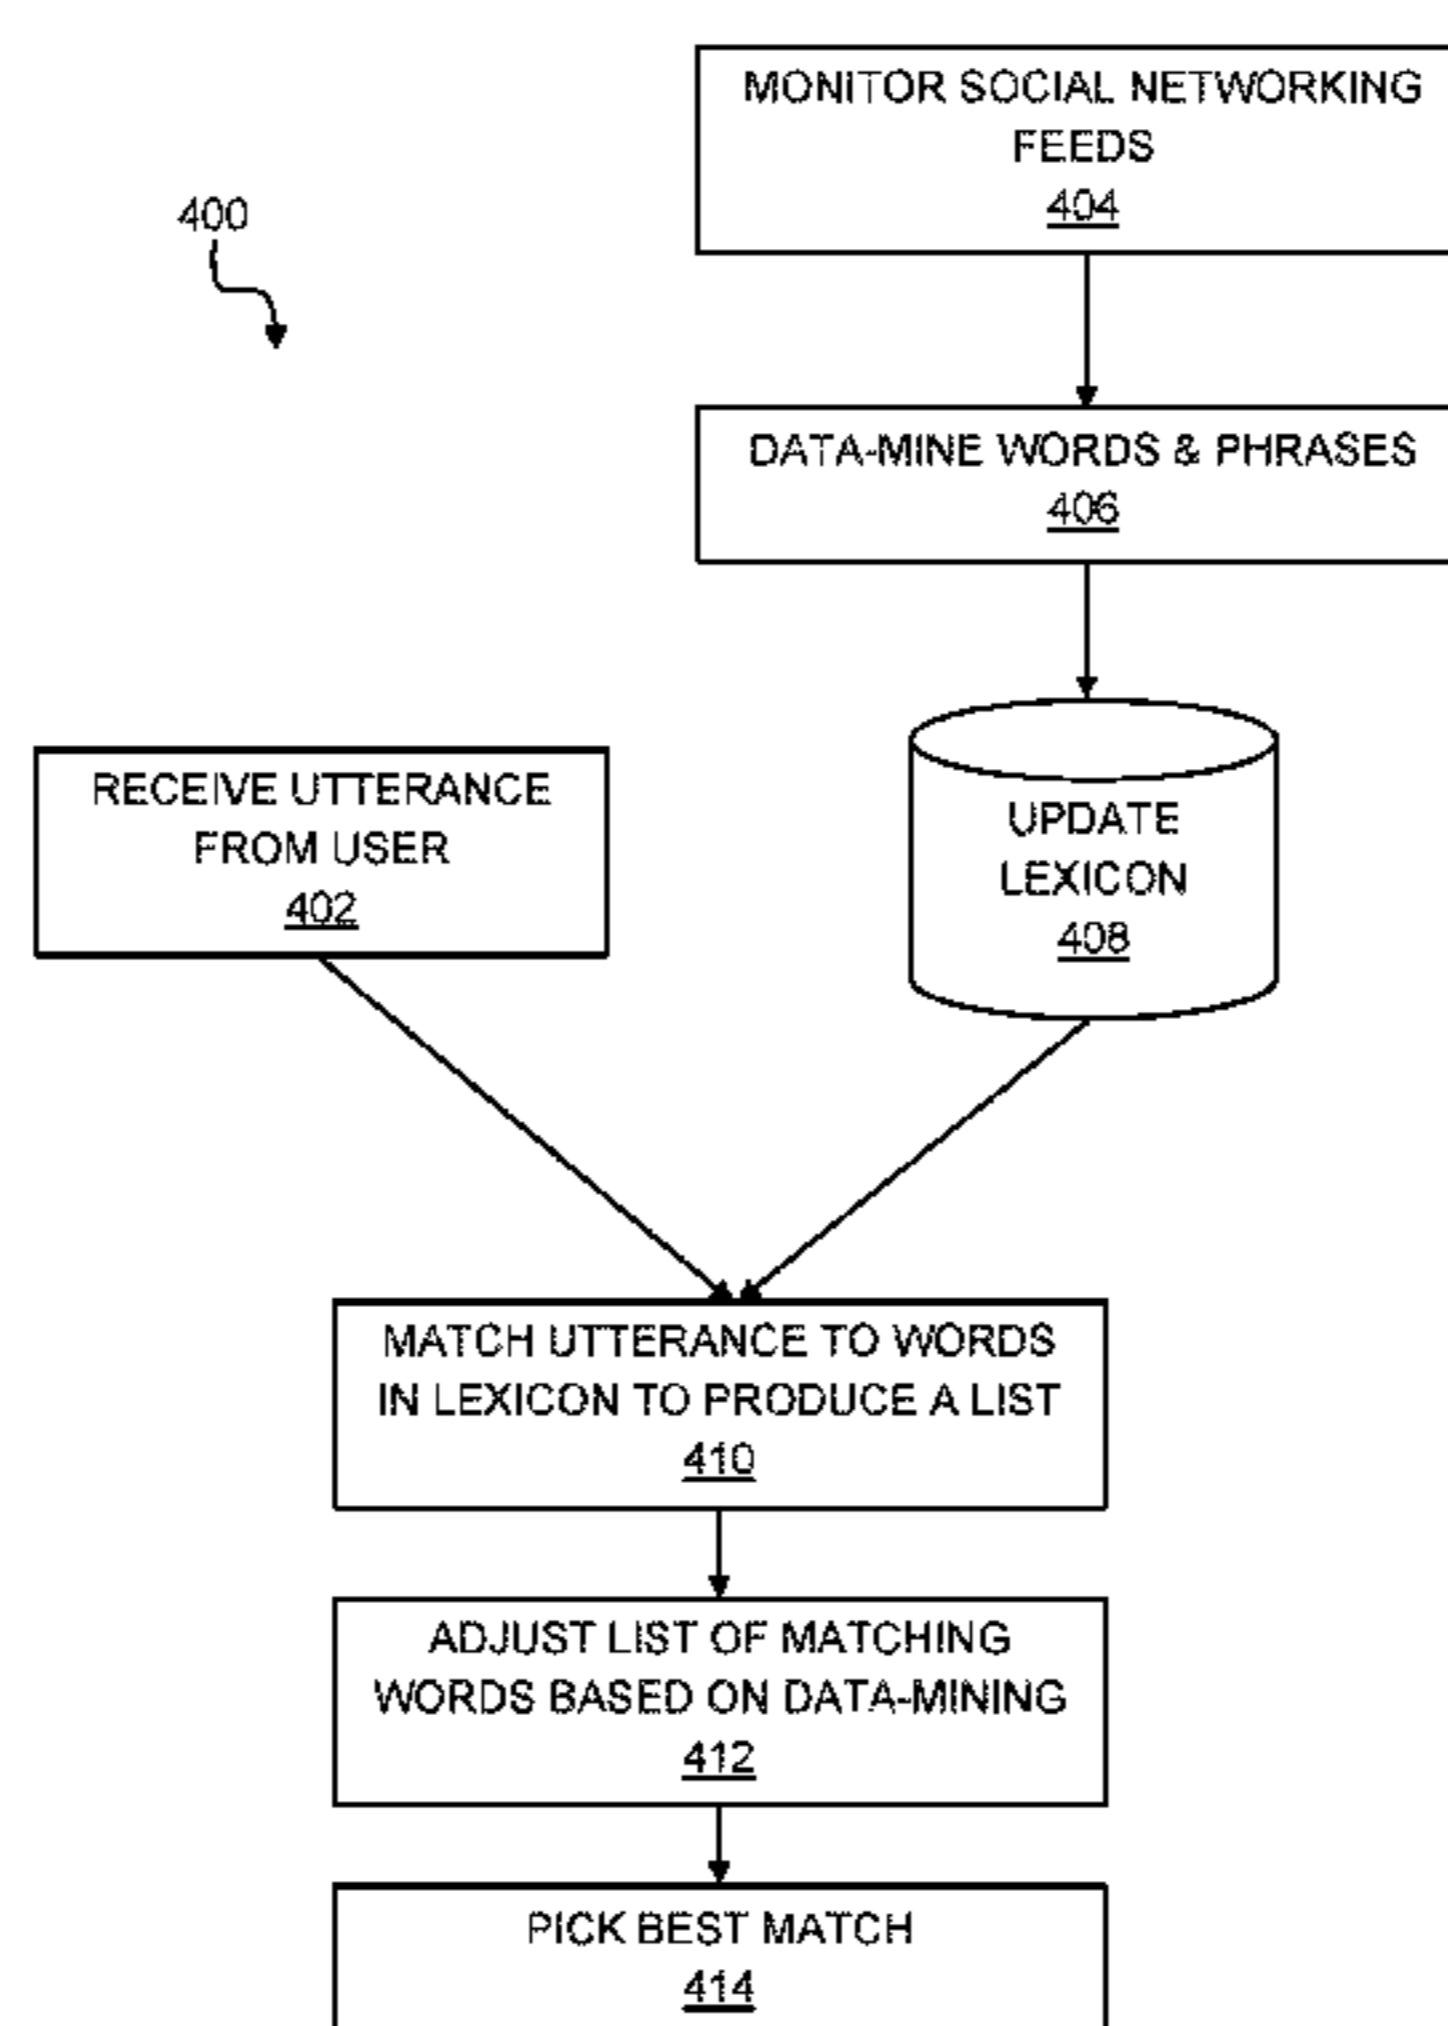 MONITOR SOCIAL NETWORKING
FEEDS
404
400
DATA-MINE WORDS & PHRASES
406
RECEIVE UTTERANCE
FROM USER
402
UPDATE
LEXICON
408
MATCH UTTERANCE TO WORDS
IN LEXICON TO PRODUCE A LIST
410
ADJUST LIST OF MATCHING
WORDS BASED ON DATA-MINING
412
PICK BEST MATCH
414